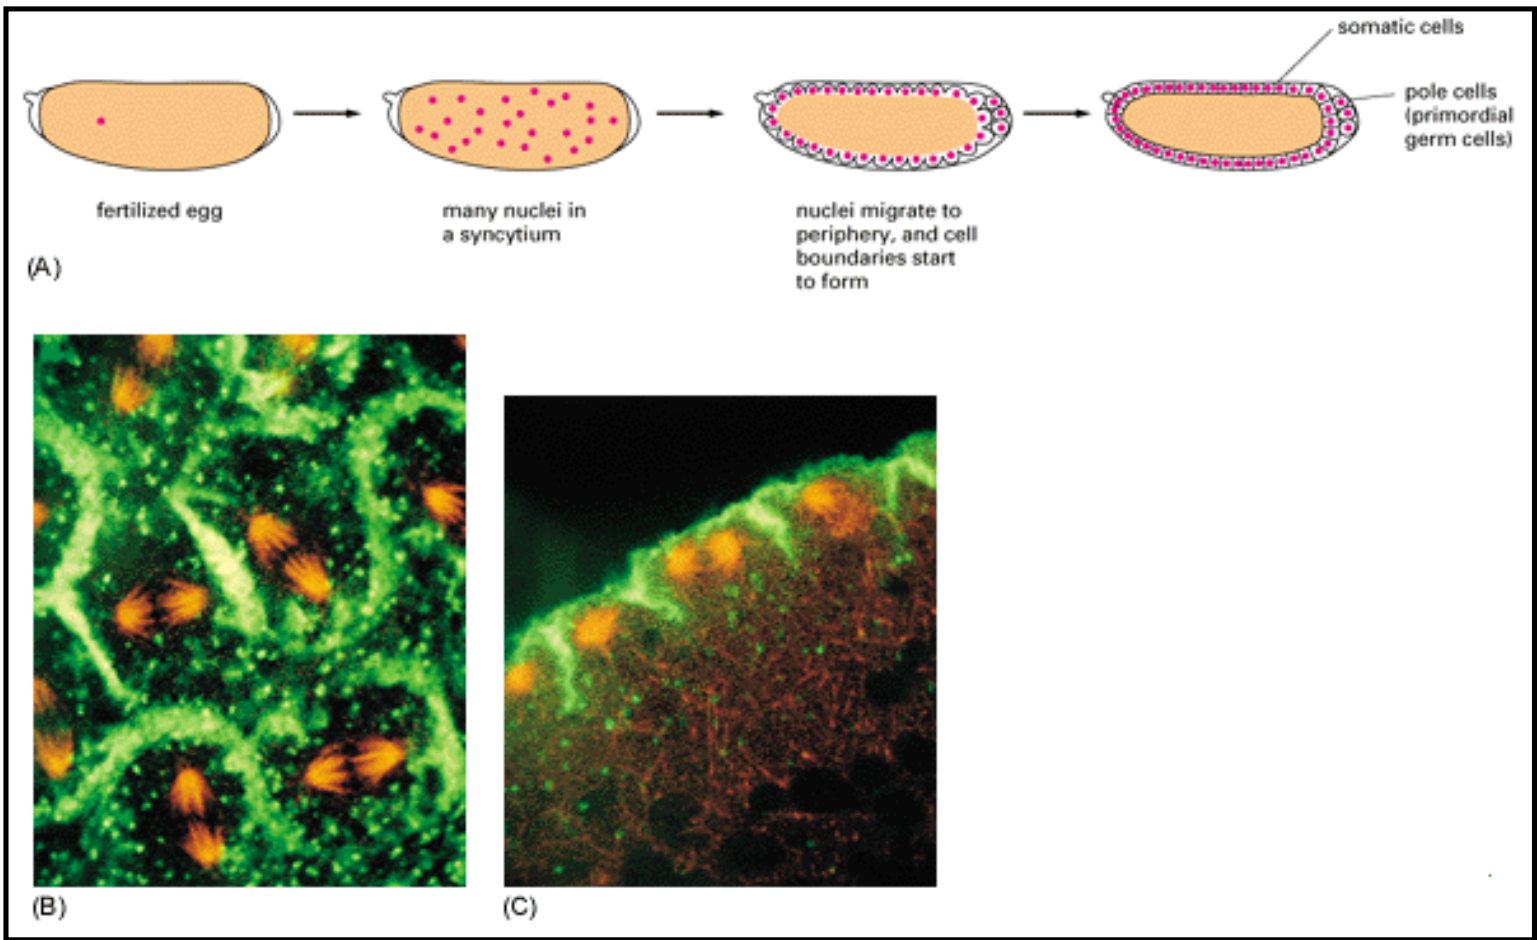 somatic cells
pole cells
(primordial
germ cells)
fertilized egg
many nuclei in
a syncytium
nuclei migrate to
periphery, and cell
boundaries start
to form
(A)
(B)
(C)